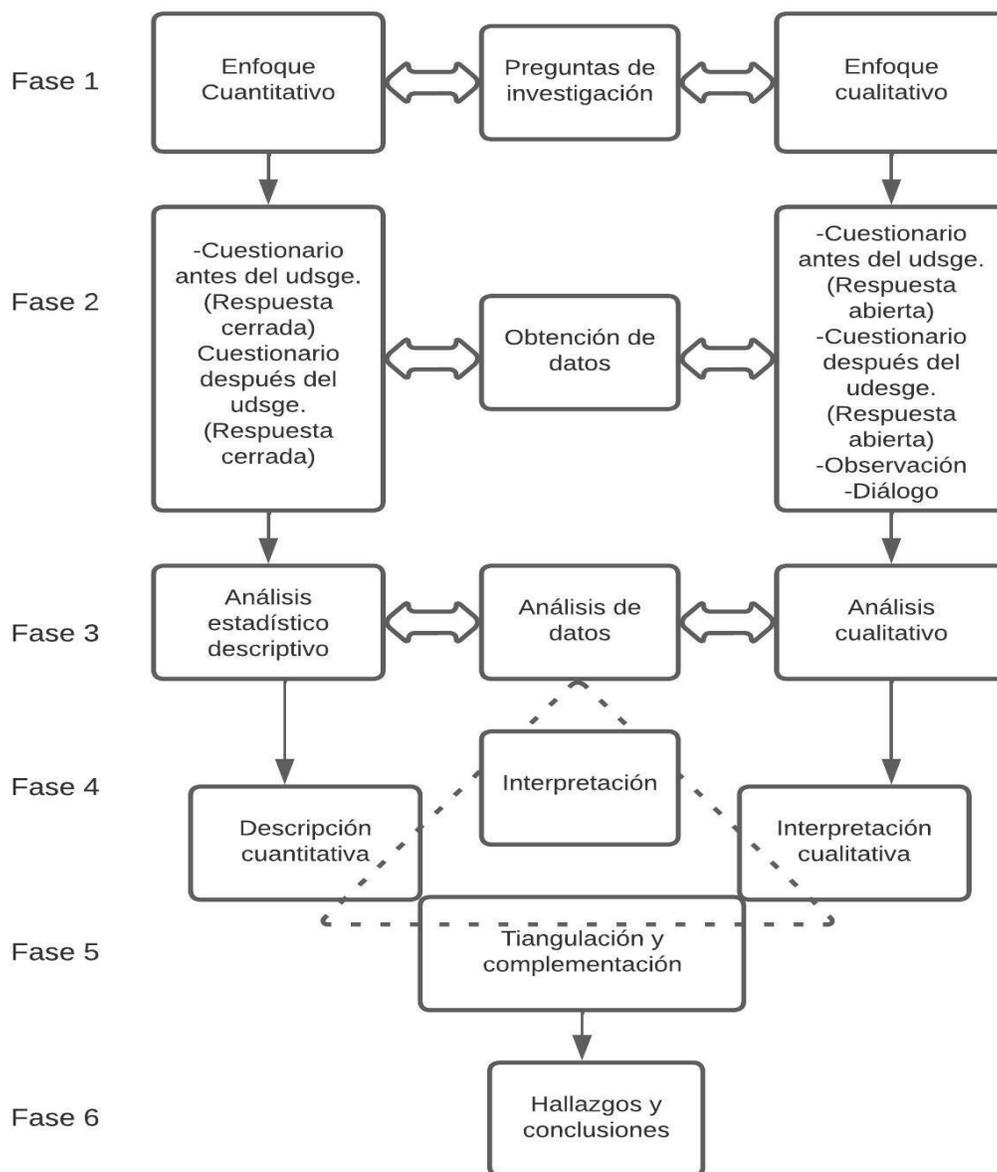 Fase 1
Enfoque
Cuantitativo
Preguntas de
investigación
Enfoque
cualitativo
Fase 2
-Cuestionario
antes del udsge.
(Respuesta
cerrada)
Cuestionario
después del
udsge.
(Respuesta
cerrada)
Obtención de
datos
-Cuestionario
antes del udsge.
(Respuesta
abierta)
-Cuestionario
después del
udesge.
(Respuesta
abierta)
-Observación
-Diálogo
Fase 3
Análisis
estadístico
descriptivo
Análisis de
datos
Análisis
cualitativo
Fase 4
Descripción
cuantitativa
Interpretación
Interpretación
cualitativa
Fase 5
Tiangulación y
complementación
Fase 6
Hallazgos y
conclusiones